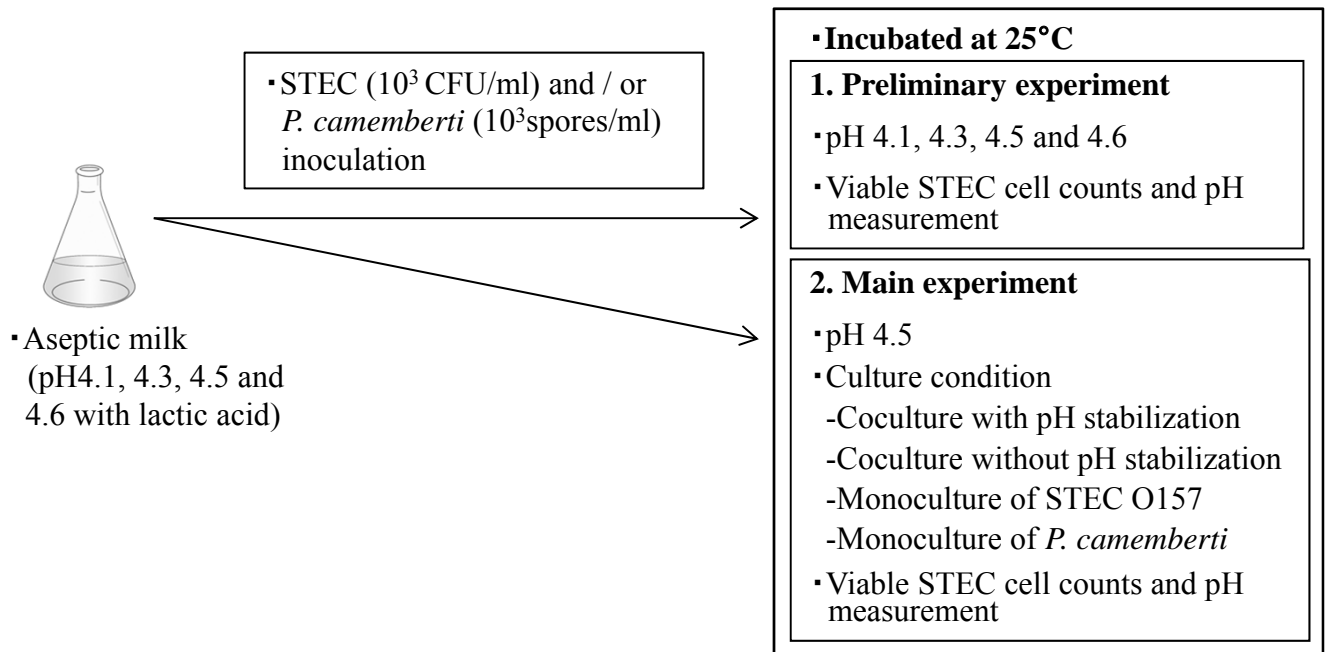 ▪Incubated at 25°C
▪STEC (10³ CFU/ml) and / or
P. camemberti (10³spores/ml)
inoculation
1. Preliminary experiment
▪pH 4.1, 4.3, 4.5 and 4.6
▪Viable STEC cell counts and pH
measurement
▪Aseptic milk
(pH4.1, 4.3, 4.5 and
4.6 with lactic acid)
2. Main experiment
▪pH 4.5
▪Culture condition
-Coculture with pH stabilization
-Coculture without pH stabilization
-Monoculture of STEC O157
-Monoculture of P. camemberti
▪Viable STEC cell counts and pH
measurement